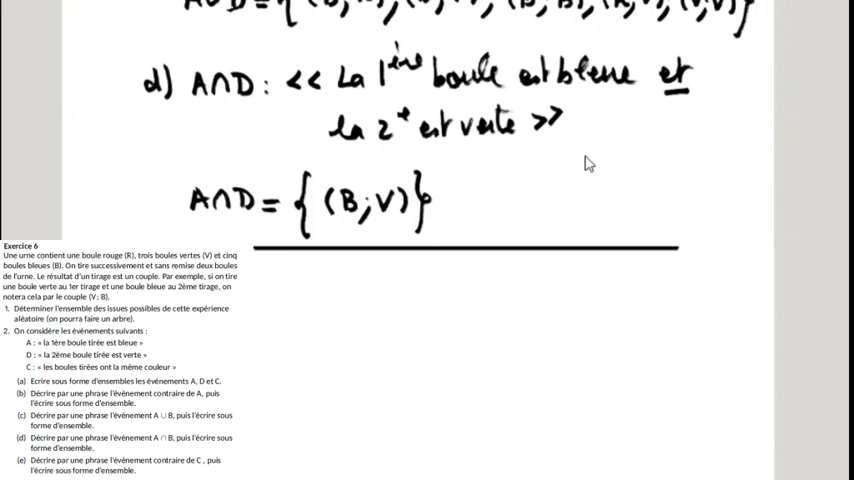 A∪D = { (B; R), (B; V), (B; B), (R; V), (V; V) }
d) A∩D : << La 1ère boule est bleue et
la 2e est verte >>
A∩D = { (B; V) }
Exercice 6
Une urne contient une boule rouge (R), trois boules vertes (V) et cinq
boules bleues (B). On tire successivement et sans remise deux boules
de l'urne. Le résultat d'un tirage est un couple. Par exemple, si on tire
une boule verte au 1er tirage et une boule bleue au 2ème tirage, on
notera cela par le couple (V ; B).
1. Déterminer l'ensemble des issues possibles de cette expérience
aléatoire (on pourra faire un arbre).
2. On considère les événements suivants :
A : « la 1ère boule tirée est bleue »
D : « la 2ème boule tirée est verte »
C : « les boules tirées ont la même couleur »
(a) Ecrire sous forme d'ensembles les événements A, D et C.
(b) Décrire par une phrase l'événement contraire de A, puis
l'écrire sous forme d'ensemble.
(c) Décrire par une phrase l'événement A ∪ B, puis l'écrire sous
forme d'ensemble.
(d) Décrire par une phrase l'événement A ∩ B, puis l'écrire sous
forme d'ensemble.
(e) Décrire par une phrase l'événement contraire de C , puis
l'écrire sous forme d'ensemble.